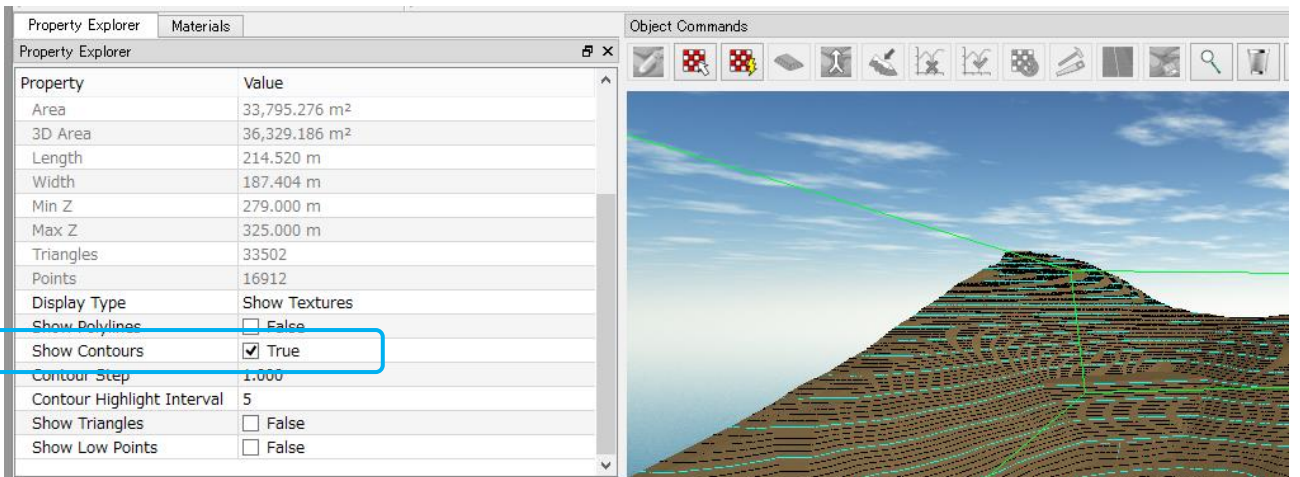 Property Explorer Materials
Property Explorer
Property Value
Area 33,795.276 m²
3D Area 36,329.186 m²
Length 214.520 m
Width 187.404 m
Min Z 279.000 m
Max Z 325.000 m
Triangles 33502
Points 16912
Display Type Show Textures
Show Polylines False
Show Contours True
Contour Step 1.000
Contour Highlight Interval 5
Show Triangles False
Show Low Points False
Object Commands